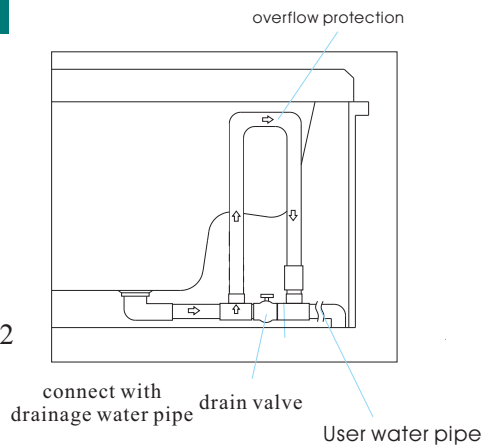 overflow protection
2
connect with
drainage water pipe
drain valve
User water pipe